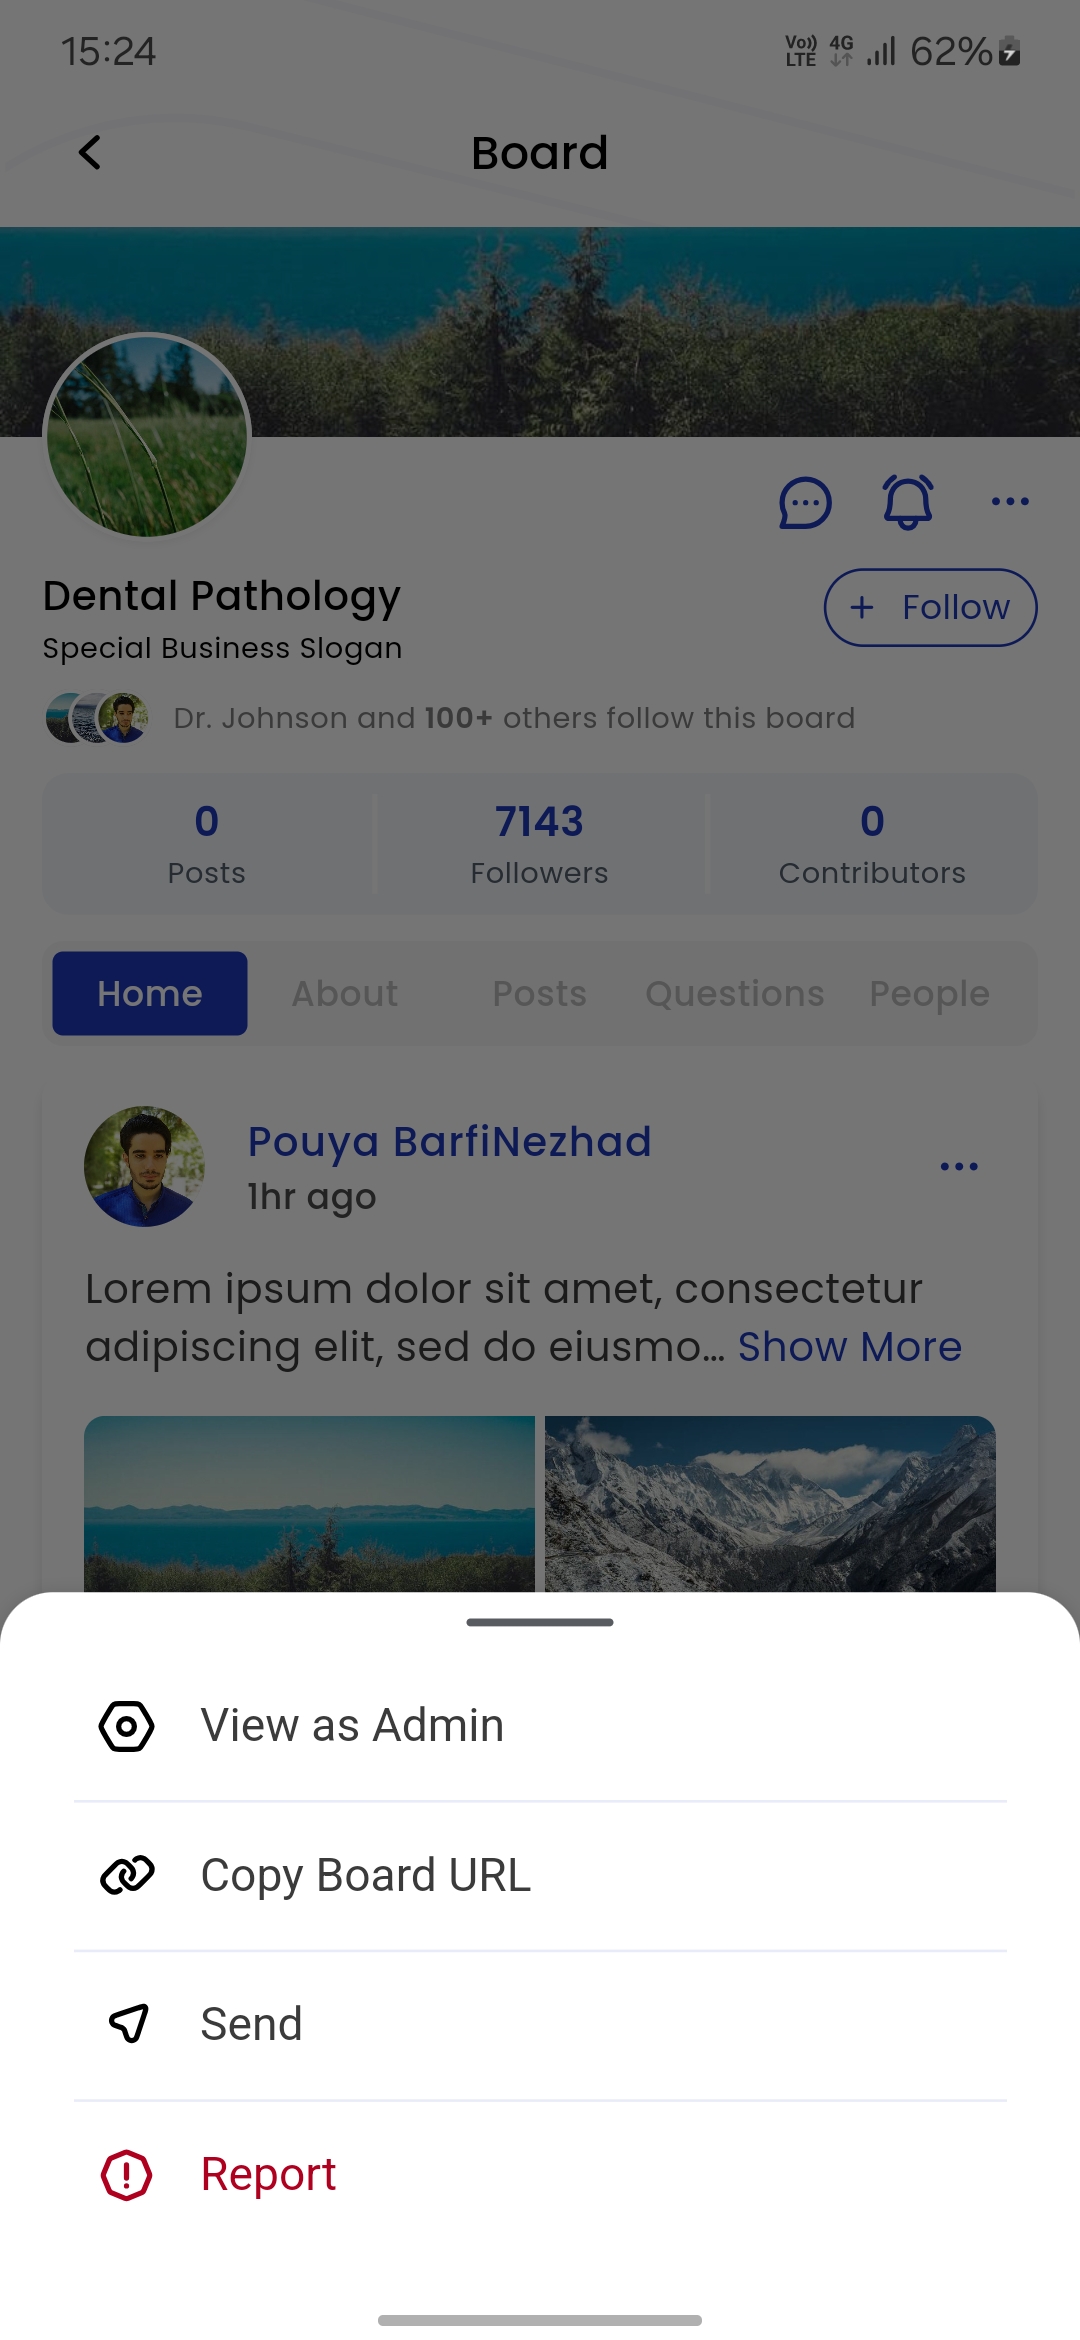 15:24
Vo)) 4G 62%
LTE
Board
Dental Pathology
+ Follow
Special Business Slogan
Dr. Johnson and 100+ others follow this board
0 7143 0
Posts Followers Contributors
Home About Posts Questions People
Pouya BarfiNezhad
1hr ago
Lorem ipsum dolor sit amet, consectetur
adipiscing elit, sed do eiusmo... Show More
View as Admin
Copy Board URL
Send
Report